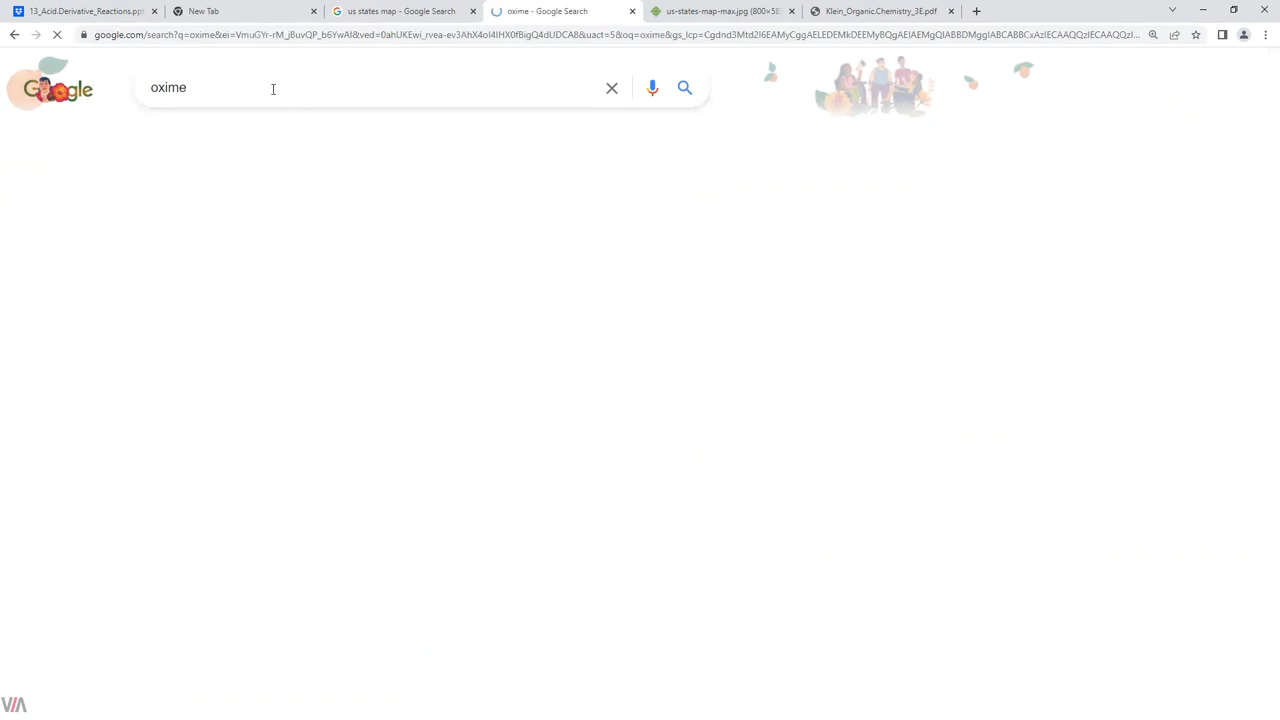 13_Acid.Derivative_Reactions.pp
New Tab
us states map - Google Search
oxime - Google Search
us-states-map-max.jpg (800×58
Klein_Organic.Chemistry_3E.pdf
google.com/search?q=oxime&ei=VmuGYr-rM_jBuvQP_b6YwAI&ved=0ahUKEwi_rvea-ev3AhX4oI4IHX0fBigQ4dUDCA8&uact=5&oq=oxime&gs_lcp=Cgdnd3Mtd2l6EAMyCggAELEDEMkDEEMyBQgAEIAEMgQIABBDMggIABCABBCxAzIECAAQQzIECAAQQzI...
Google
oxime
VIA